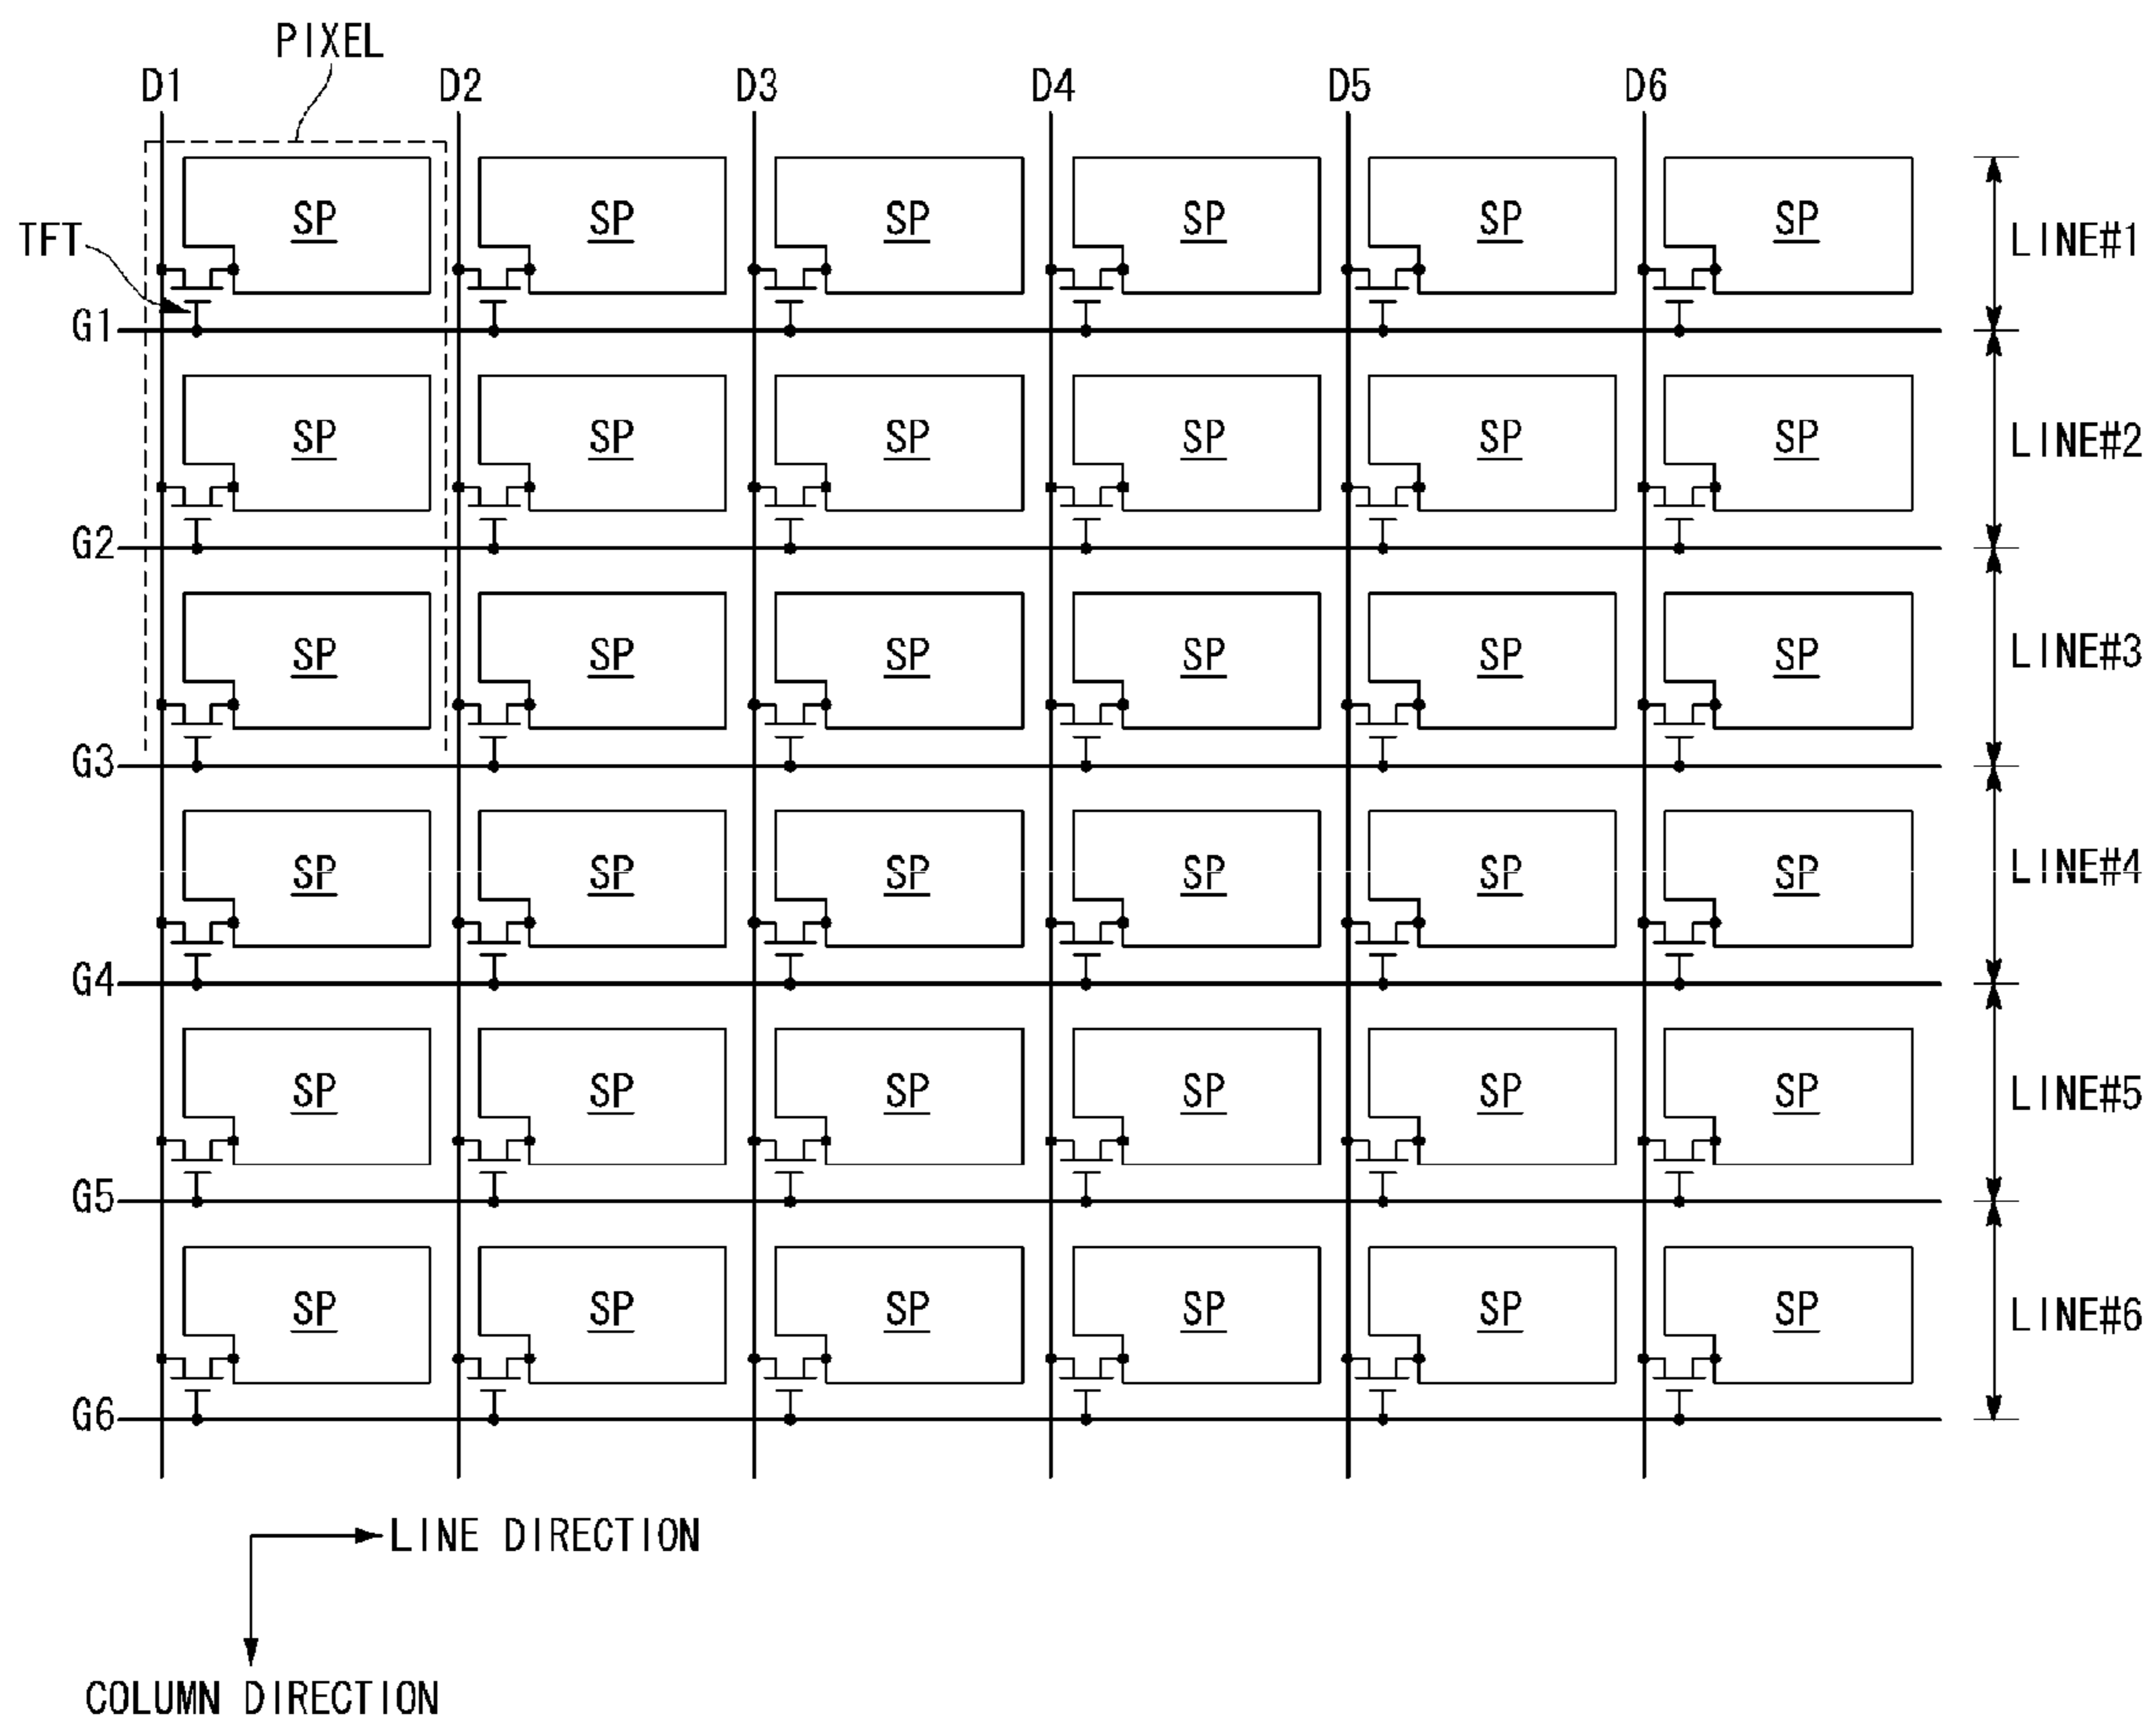 PIXEL
D1 D2 D3 D4 D5 D6
SP SP SP SP SP SP
TFT
LINE#1
G1
SP SP SP SP SP SP
LINE#2
G2
SP SP SP SP SP SP
LINE#3
G3
SP SP SP SP SP SP
LINE#4
G4
SP SP SP SP SP SP
LINE#5
G5
SP SP SP SP SP SP
LINE#6
G6
LINE DIRECTION
COLUMN DIRECTION